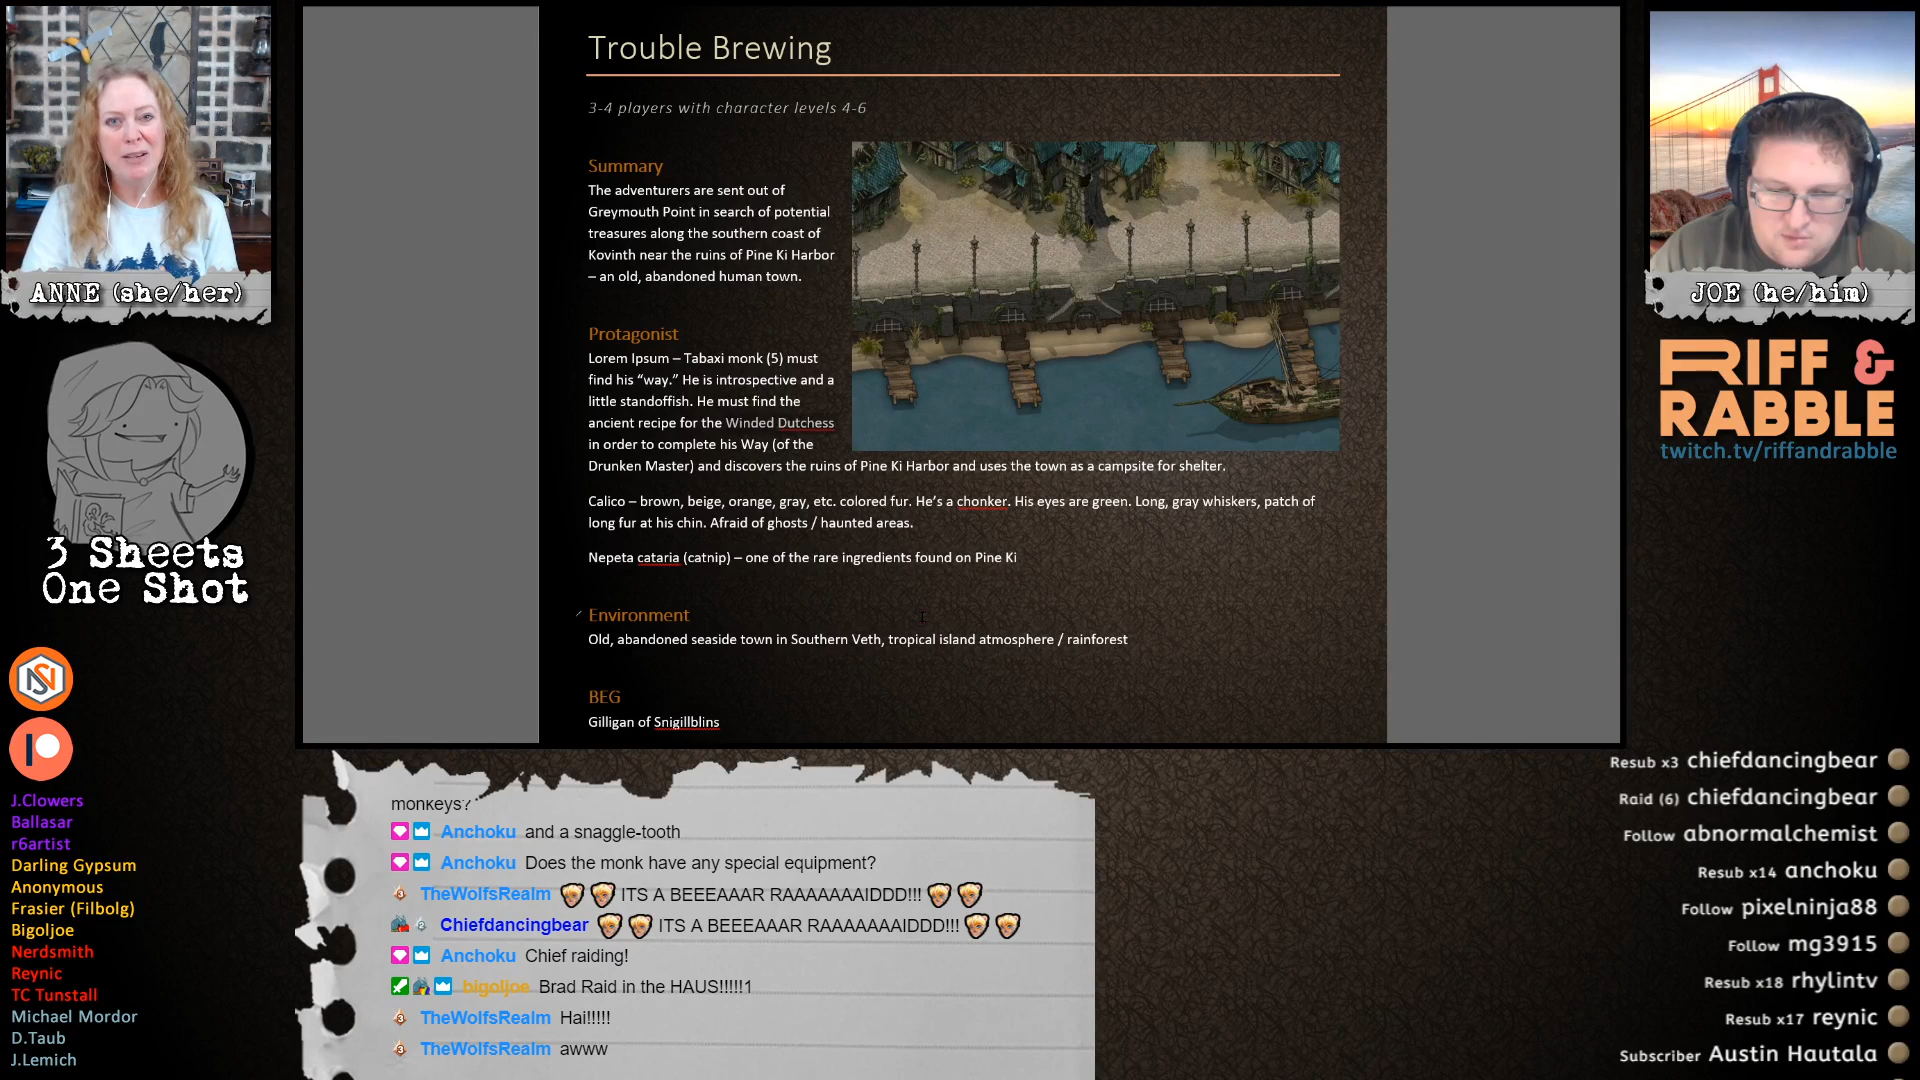 Trouble Brewing
3-4 players with character levels 4-6
Summary
The adventurers are sent out of
Greymouth Point in search of potential
treasures along the southern coast of
Kovinth near the ruins of Pine Ki Harbor
– an old, abandoned human town.
Protagonist
Lorem Ipsum – Tabaxi monk (5) must
find his “way.” He is introspective and a
little standoffish. He must find the
ancient recipe for the Winded Dutchess
in order to complete his Way (of the
Drunken Master) and discovers the ruins of Pine Ki Harbor and uses the town as a campsite for shelter.
Calico – brown, beige, orange, gray, etc. colored fur. He’s a chonker. His eyes are green. Long, gray whiskers, patch of
long fur at his chin. Afraid of ghosts / haunted areas.
Nepeta cataria (catnip) – one of the rare ingredients found on Pine Ki
Environment
Old, abandoned seaside town in Southern Veth, tropical island atmosphere / rainforest
BEG
Gilligan of Snigillblins
ANNE (she/her)
3 Sheets
One Shot
J.Clowers
Ballasar
r6artist
Darling Gypsum
Anonymous
Frasier (Filbolg)
Bigoljoe
Nerdsmith
Reynic
TC Tunstall
Michael Mordor
D.Taub
J.Lemich
monkeys?
Anchoku and a snaggle-tooth
Anchoku Does the monk have any special equipment?
TheWolfsRealm ITS A BEEEAAAR RAAAAAAAIDDD!!!
Chiefdancingbear ITS A BEEEAAAR RAAAAAAAIDDD!!!
Anchoku Chief raiding!
bigoljoe Brad Raid in the HAUS!!!!!1
TheWolfsRealm Hai!!!!!
TheWolfsRealm awww
JOE (he/him)
RIFF &
RABBLE
twitch.tv/riffandrabble
Resub x3 chiefdancingbear
Raid (6) chiefdancingbear
Follow abnormalchemist
Resub x14 anchoku
Follow pixelninja88
Follow mg3915
Resub x18 rhylintv
Resub x17 reynic
Subscriber Austin Hautala